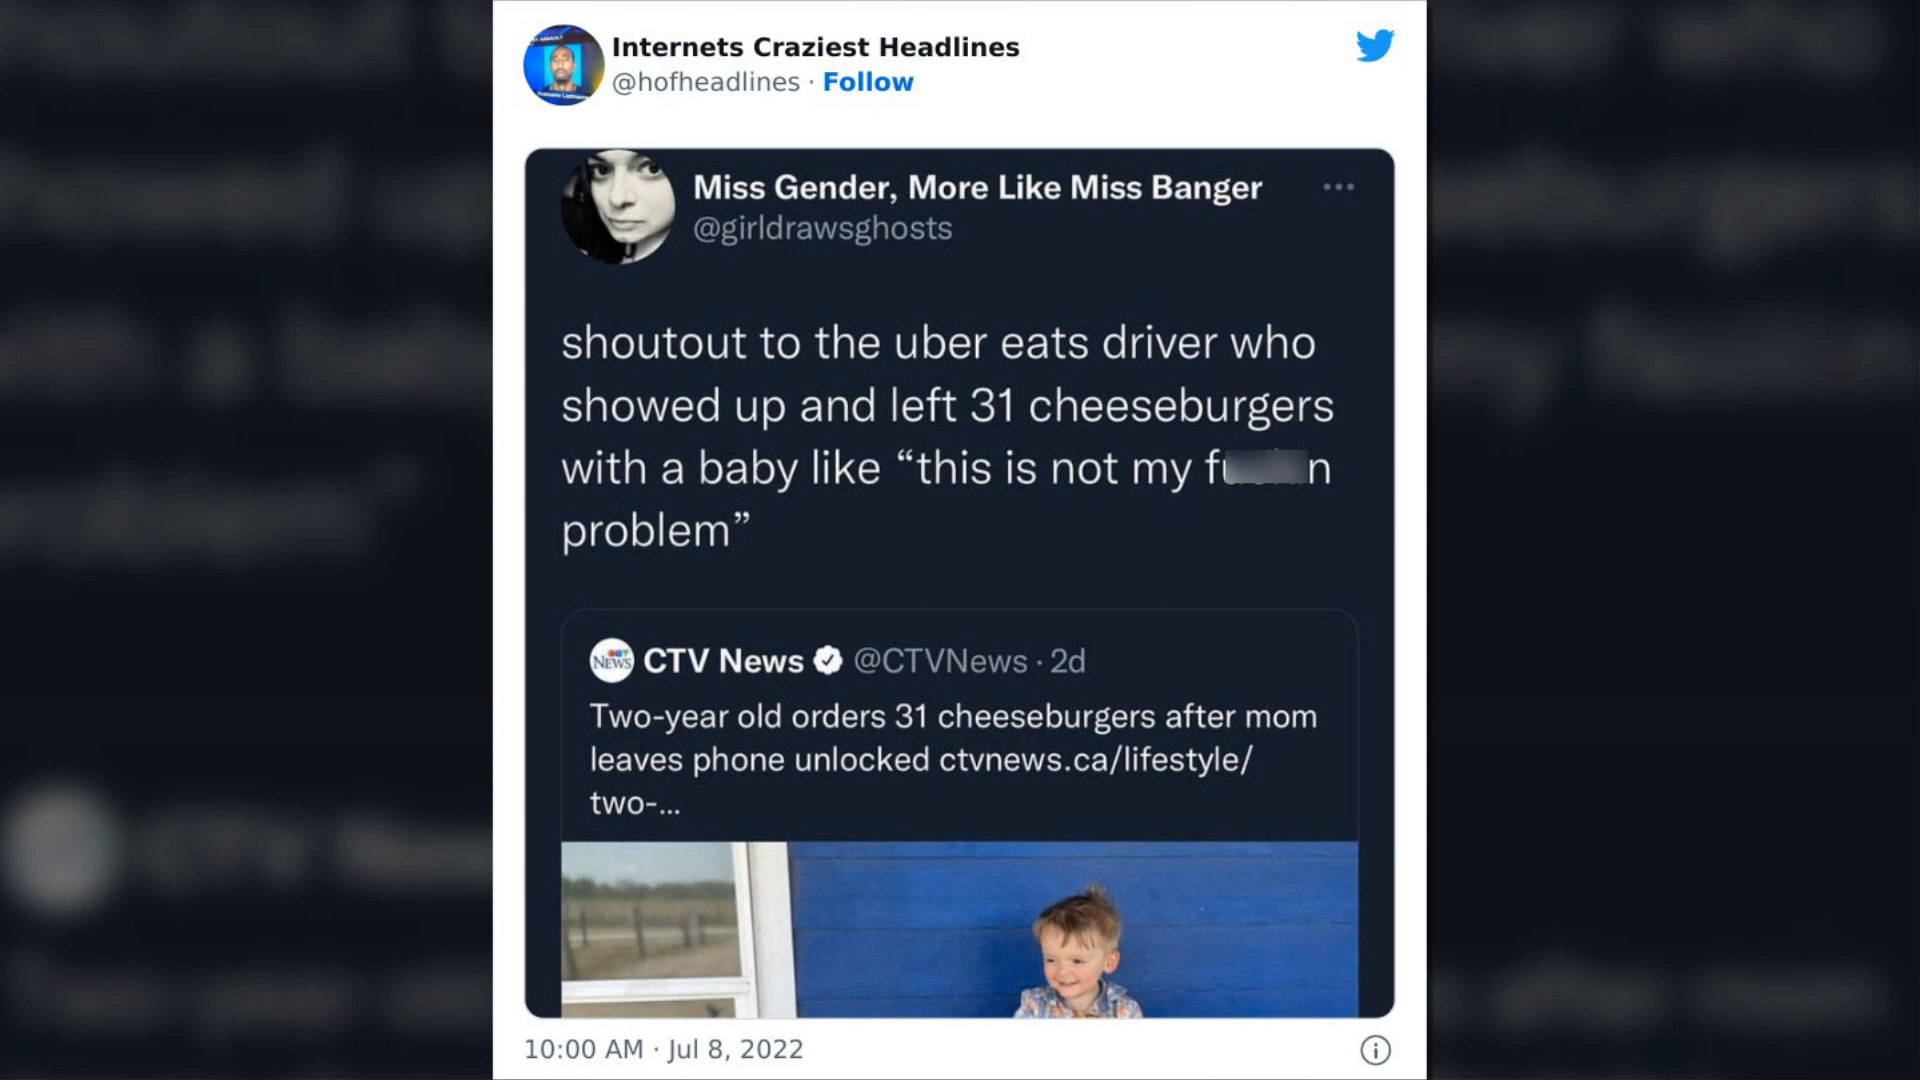 Internets Craziest Headlines
@hofheadlines · Follow
Miss Gender, More Like Miss Banger
@girldrawsghosts
shoutout to the uber eats driver who
showed up and left 31 cheeseburgers
with a baby like “this is not my
problem”
NEWS CTV News @CTVNews · 2d
Two-year old orders 31 cheeseburgers after mom
leaves phone unlocked ctvnews.ca/lifestyle/
two-...
10:00 AM · Jul 8, 2022